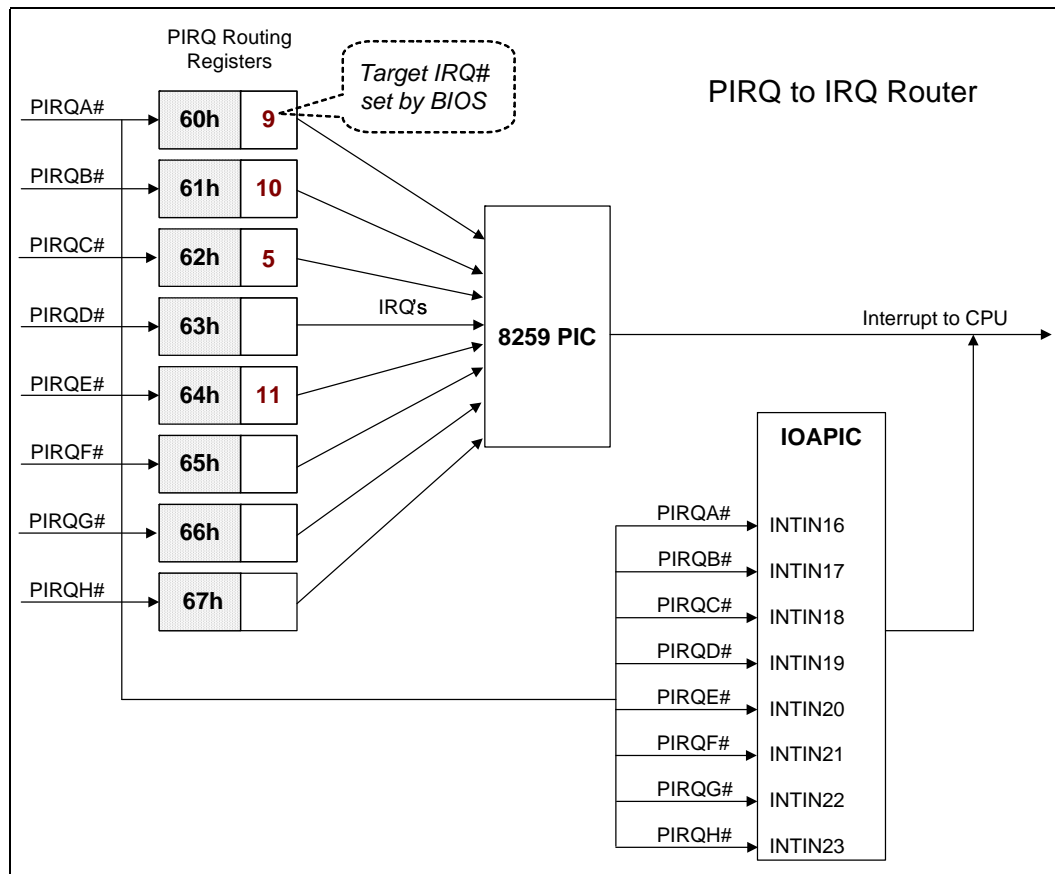 PIRQ Routing
Registers
Target IRQ#
set by BIOS
PIRQ to IRQ Router
PIRQA#
60h
9
PIRQB#
61h
10
PIRQC#
62h
5
PIRQD#
63h
IRQ's
8259 PIC
Interrupt to CPU
PIRQE#
64h
11
PIRQF#
65h
PIRQG#
66h
PIRQH#
67h
IOAPIC
PIRQA#
INTIN16
PIRQB#
INTIN17
PIRQC#
INTIN18
PIRQD#
INTIN19
PIRQE#
INTIN20
PIRQF#
INTIN21
PIRQG#
INTIN22
PIRQH#
INTIN23